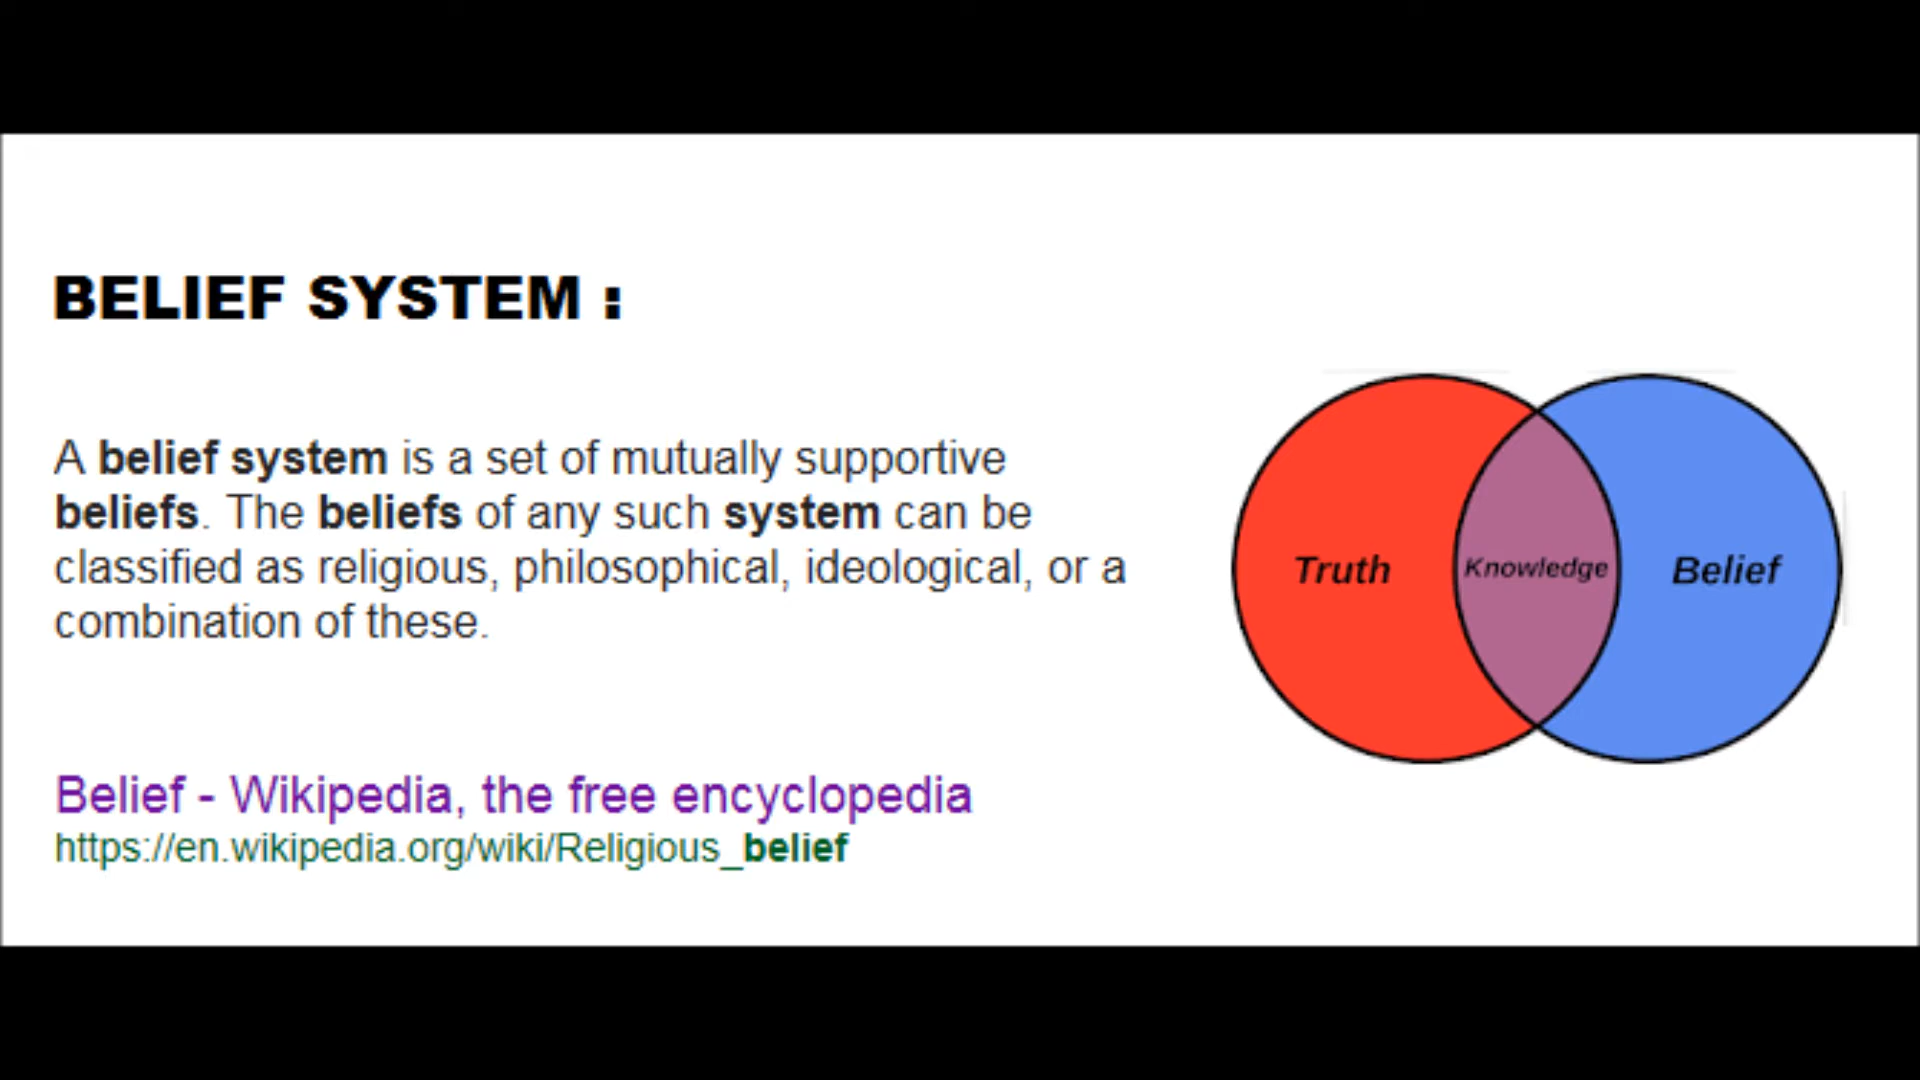 BELIEF SYSTEM :
A belief system is a set of mutually supportive
beliefs. The beliefs of any such system can be
classified as religious, philosophical, ideological, or a
combination of these.
Truth
Knowledge
Belief
Belief - Wikipedia, the free encyclopedia
https://en.wikipedia.org/wiki/Religious_belief